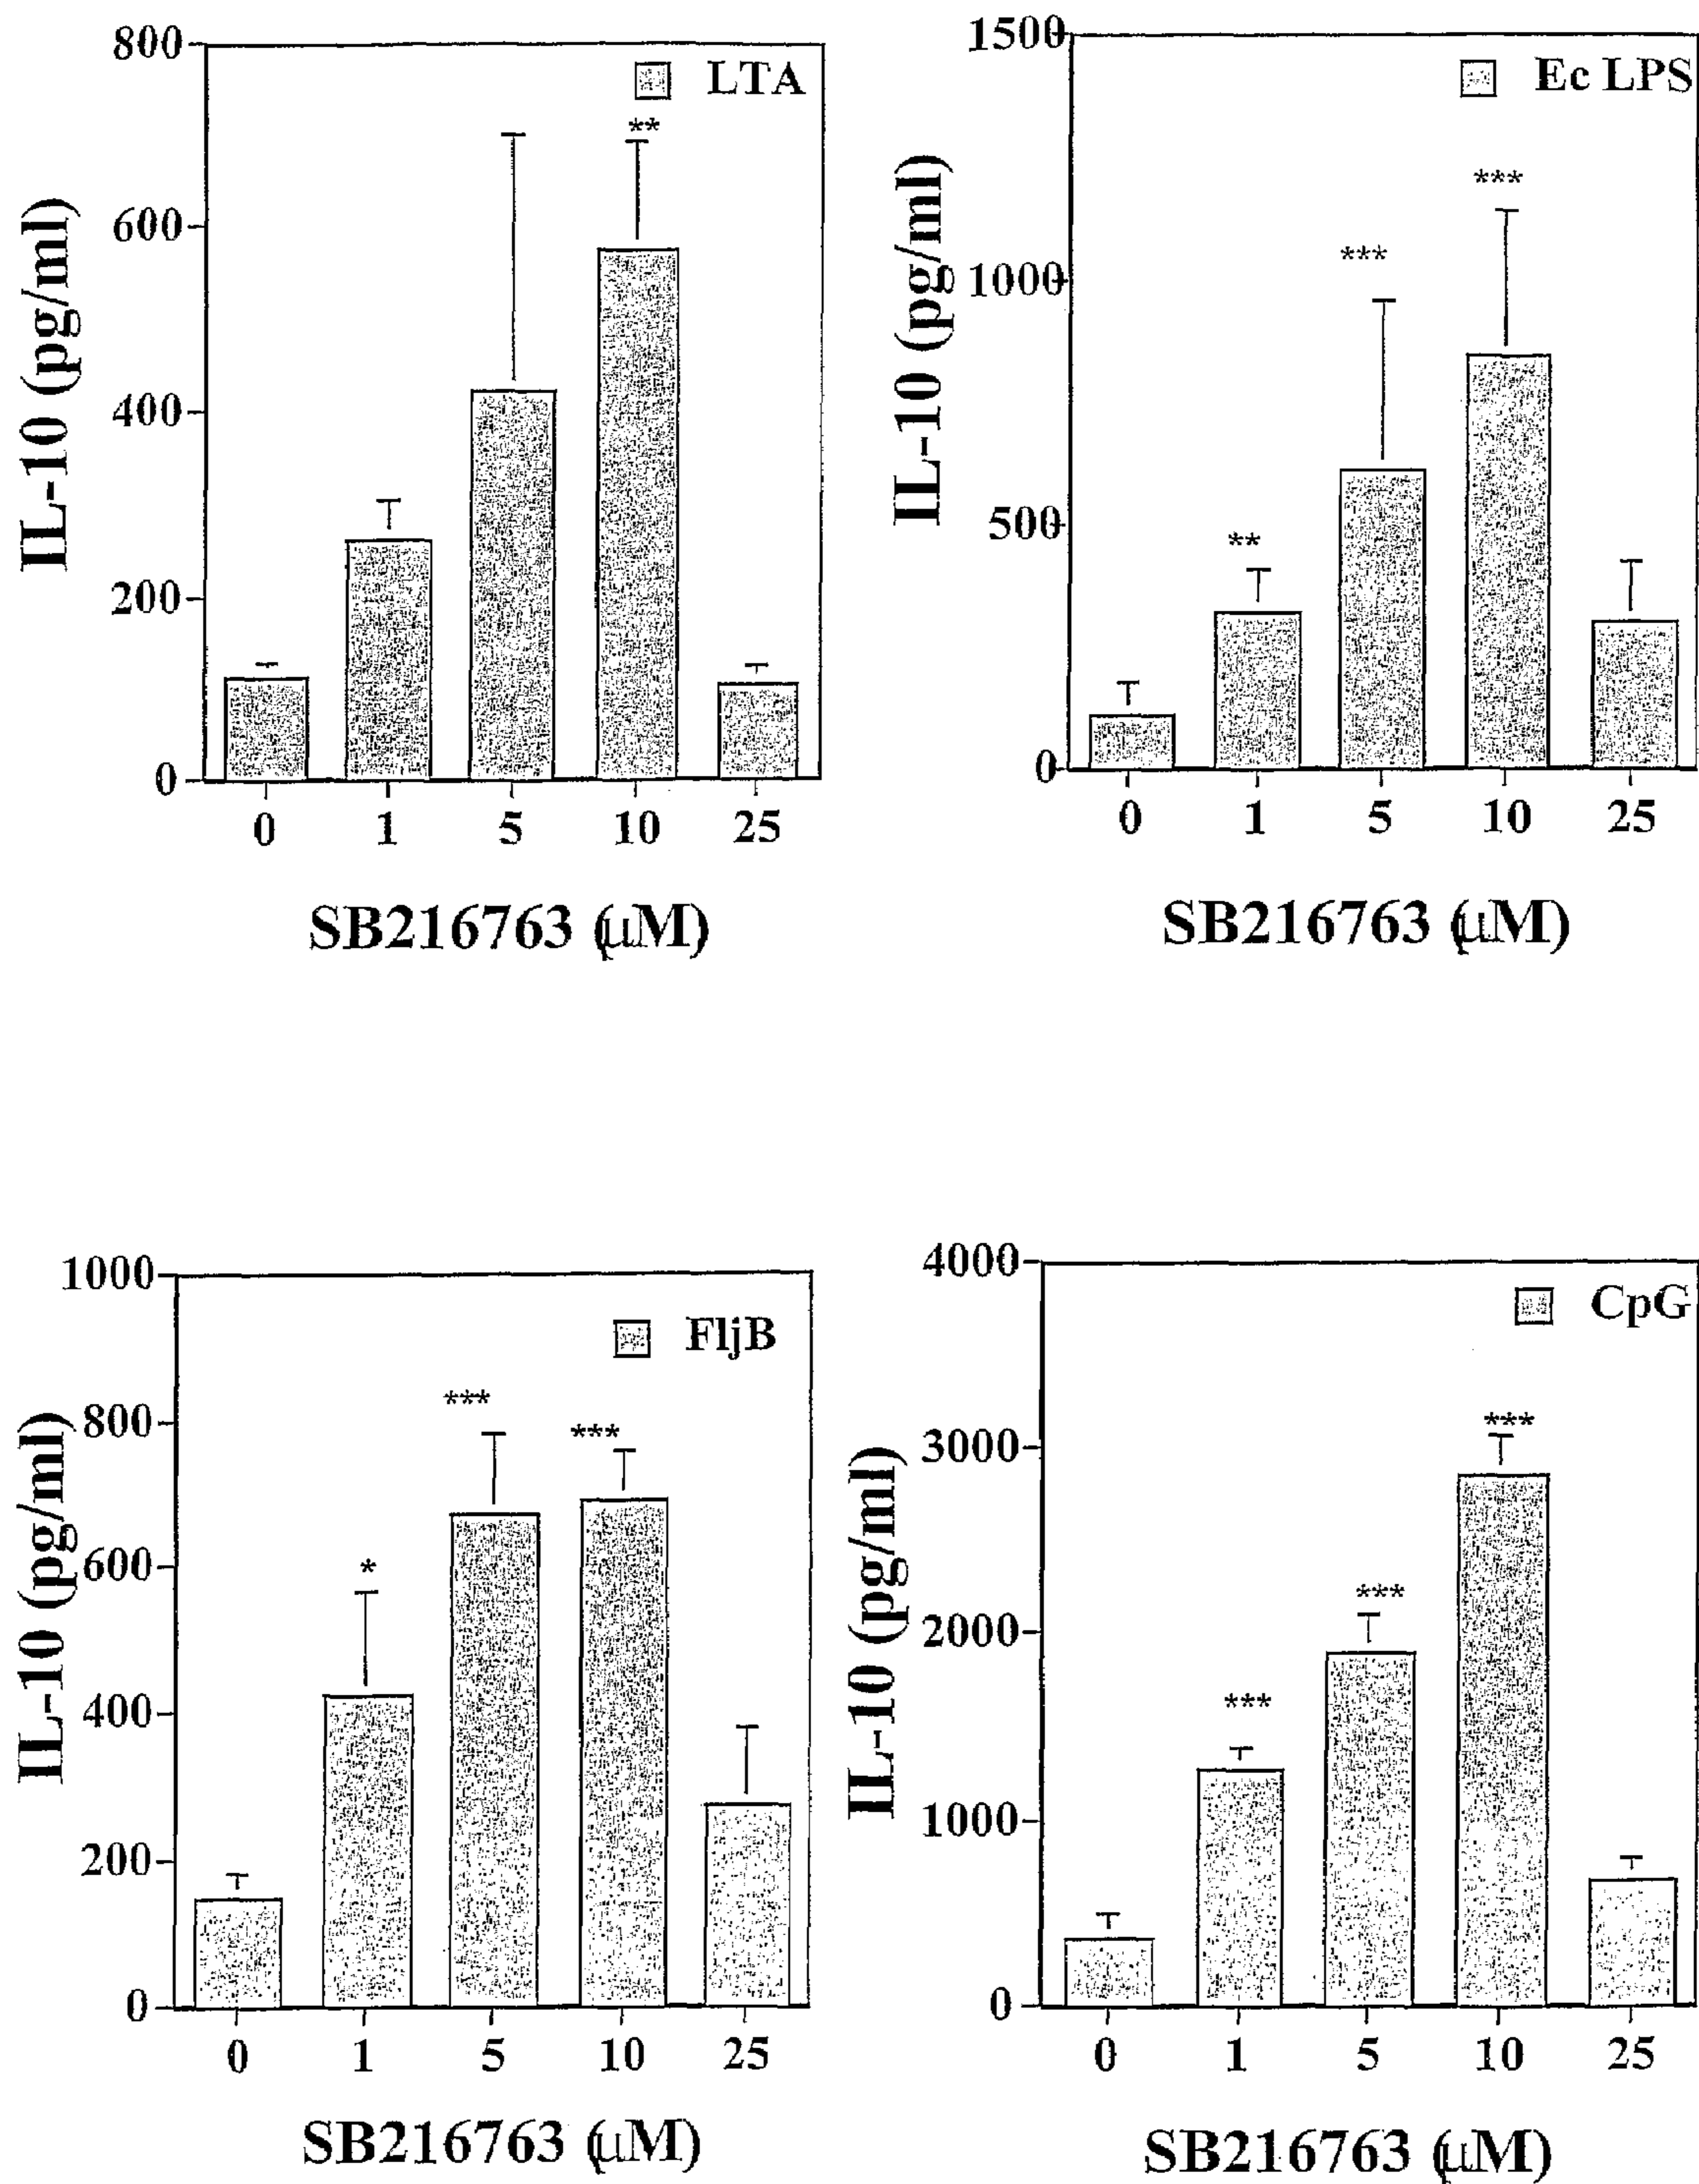 800
LTA
**
600
IL-10 (pg/ml)
400
200
0
0 1 5 10 25
SB216763 (µM)
1500
Ec LPS
***
***
1000
IL-10 (pg/ml)
500
**
0
0 1 5 10 25
SB216763 (µM)
1000
FljB
***
800
***
IL-10 (pg/ml)
600
*
400
200
0
0 1 5 10 25
SB216763 (µM)
4000
CpG
***
3000
IL-10 (pg/ml)
***
2000
***
1000
0
0 1 5 10 25
SB216763 (µM)